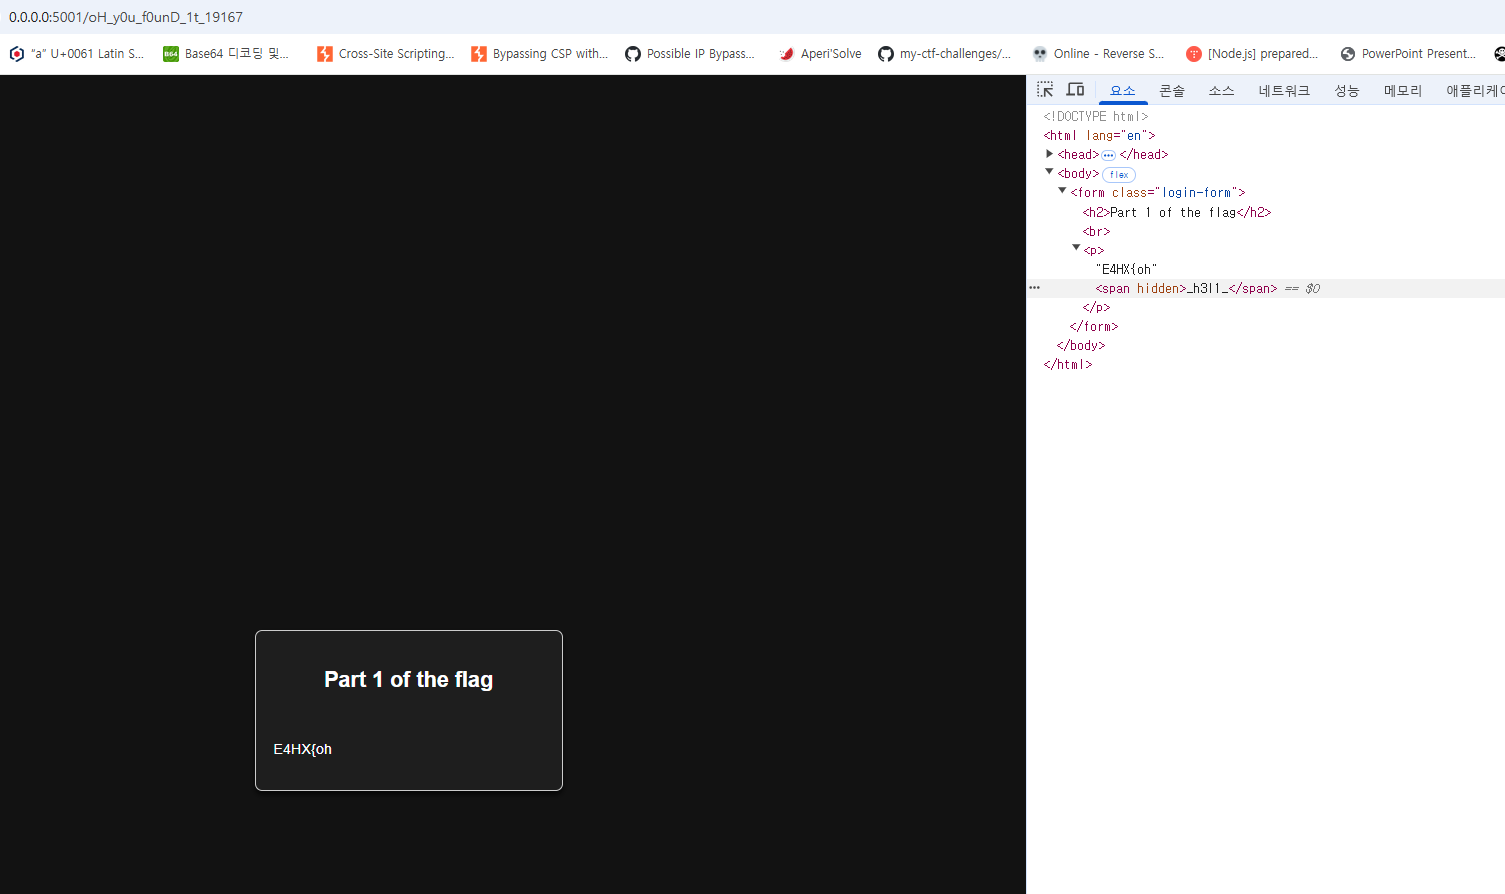 0.0.0.0:5001/oH_y0u_f0unD_1t_19167
"a" U+0061 Latin S...
B64
Base64 디코딩 및...
Cross-Site Scripting...
Bypassing CSP with...
Possible IP Bypass...
Aperi'Solve
my-ctf-challenges/...
Online - Reverse S...
[Node.js] prepared...
PowerPoint Present...
요소 콘솔 소스 네트워크 성능 메모리 애플리케이
<!DOCTYPE html>
<html lang="en">
<head> ••• </head>
<body> flex
<form class="login-form">
<h2>Part 1 of the flag</h2>
<br>
<p>
"E4HX{oh"
••• <span hidden>_h3l1_</span> == $0
</p>
</form>
</body>
</html>
Part 1 of the flag
E4HX{oh